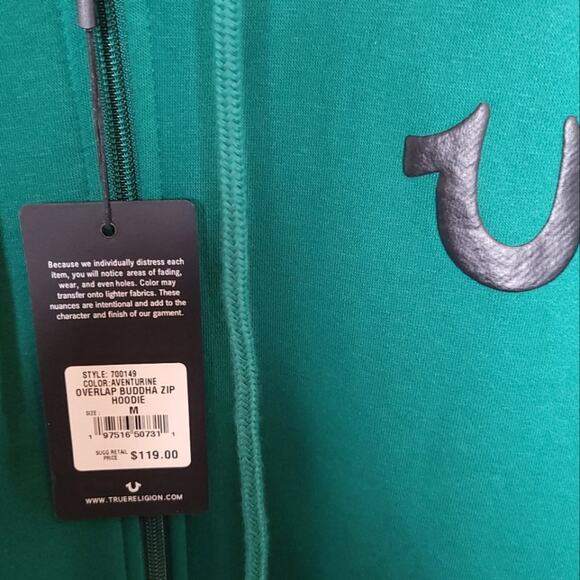 Because we individually distress each
item, you will notice areas of fading,
wear, and even holes. Color may
transfer onto lighter fabrics. These
nuances are intentional and add to the
character and finish of our garment.
STYLE: 700149
COLOR:AVENTURINE
OVERLAP BUDDHA ZIP
HOODIE
SIZE : M
1 97516 50731 1
SUGG RETAIL
PRICE $119.00
WWW.TRUERELIGION.COM